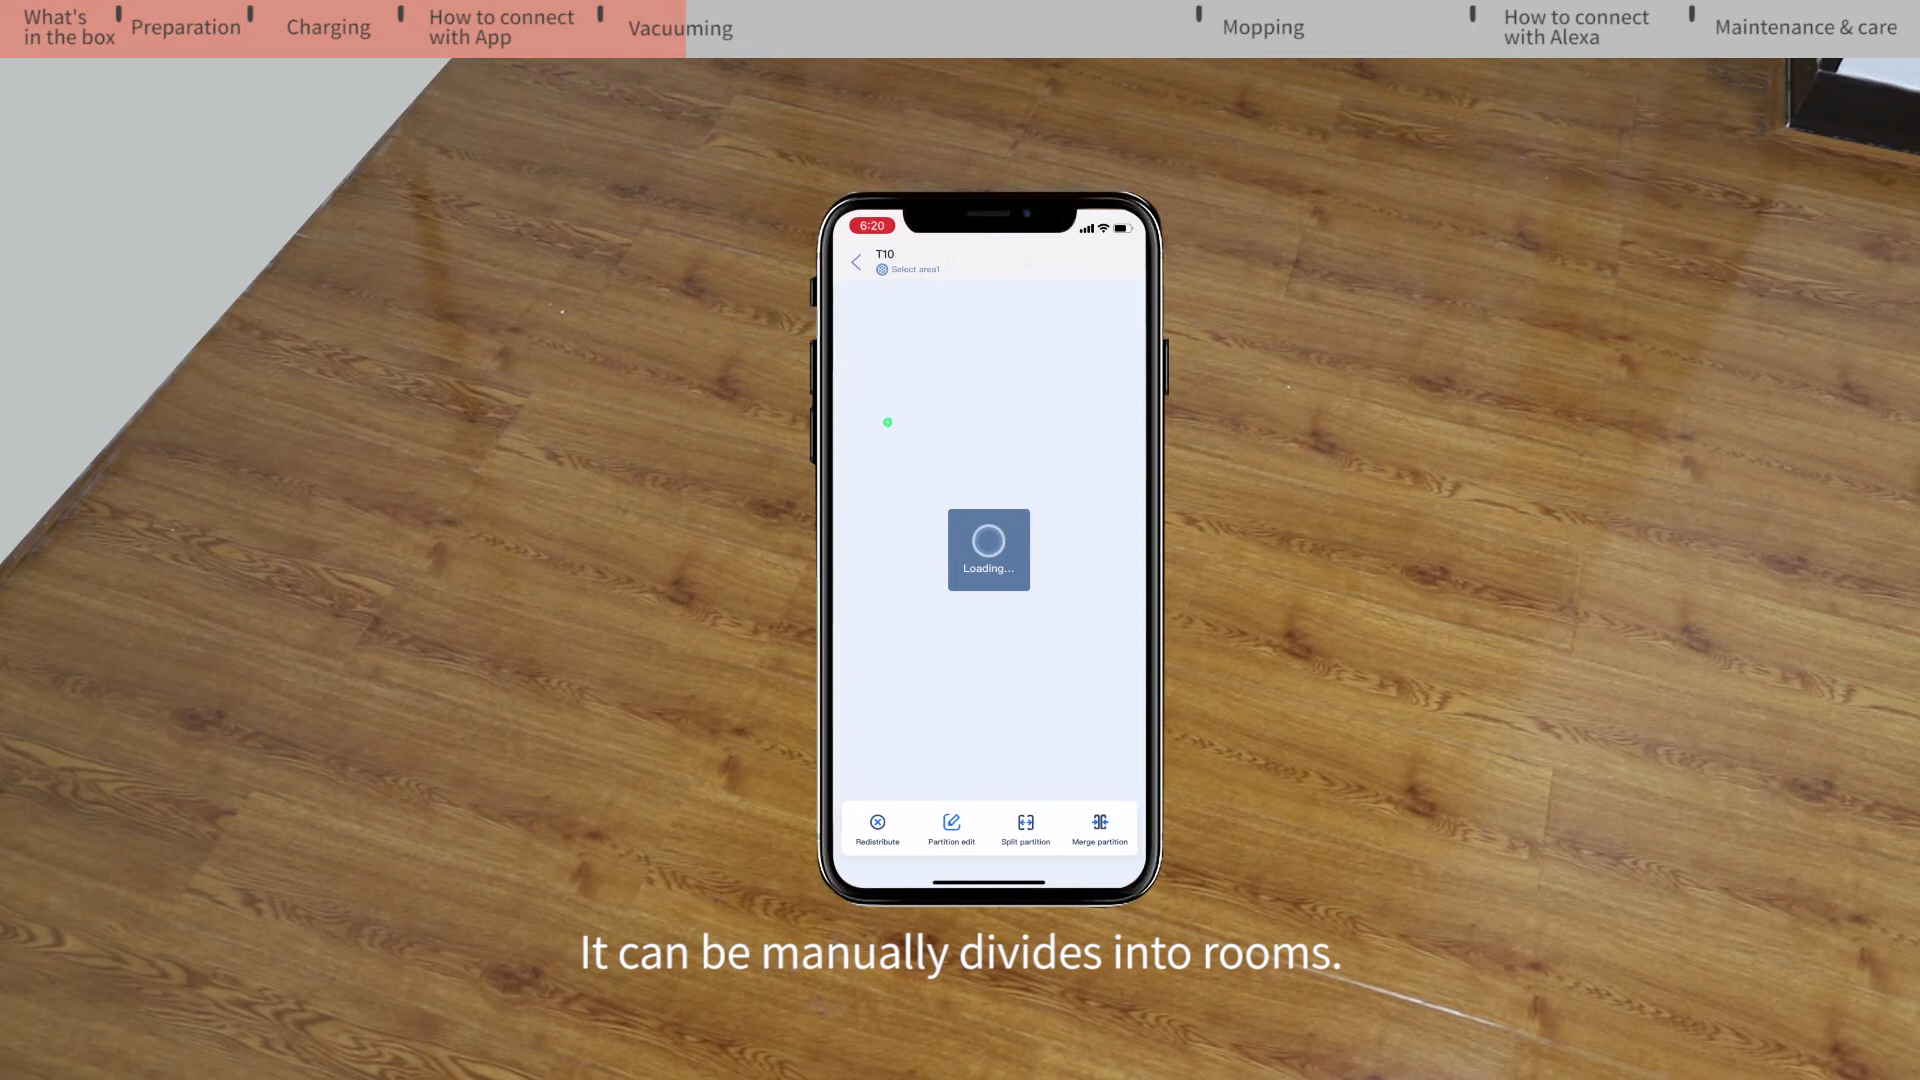 What's
in the box
Preparation
Charging
How to connect
with App
Vacuuming
Mopping
How to connect
with Alexa
Maintenance & care
6:20
T10
Select area1
Loading...
Redistribute
Partition edit
Split partition
Merge partition
It can be manually divides into rooms.